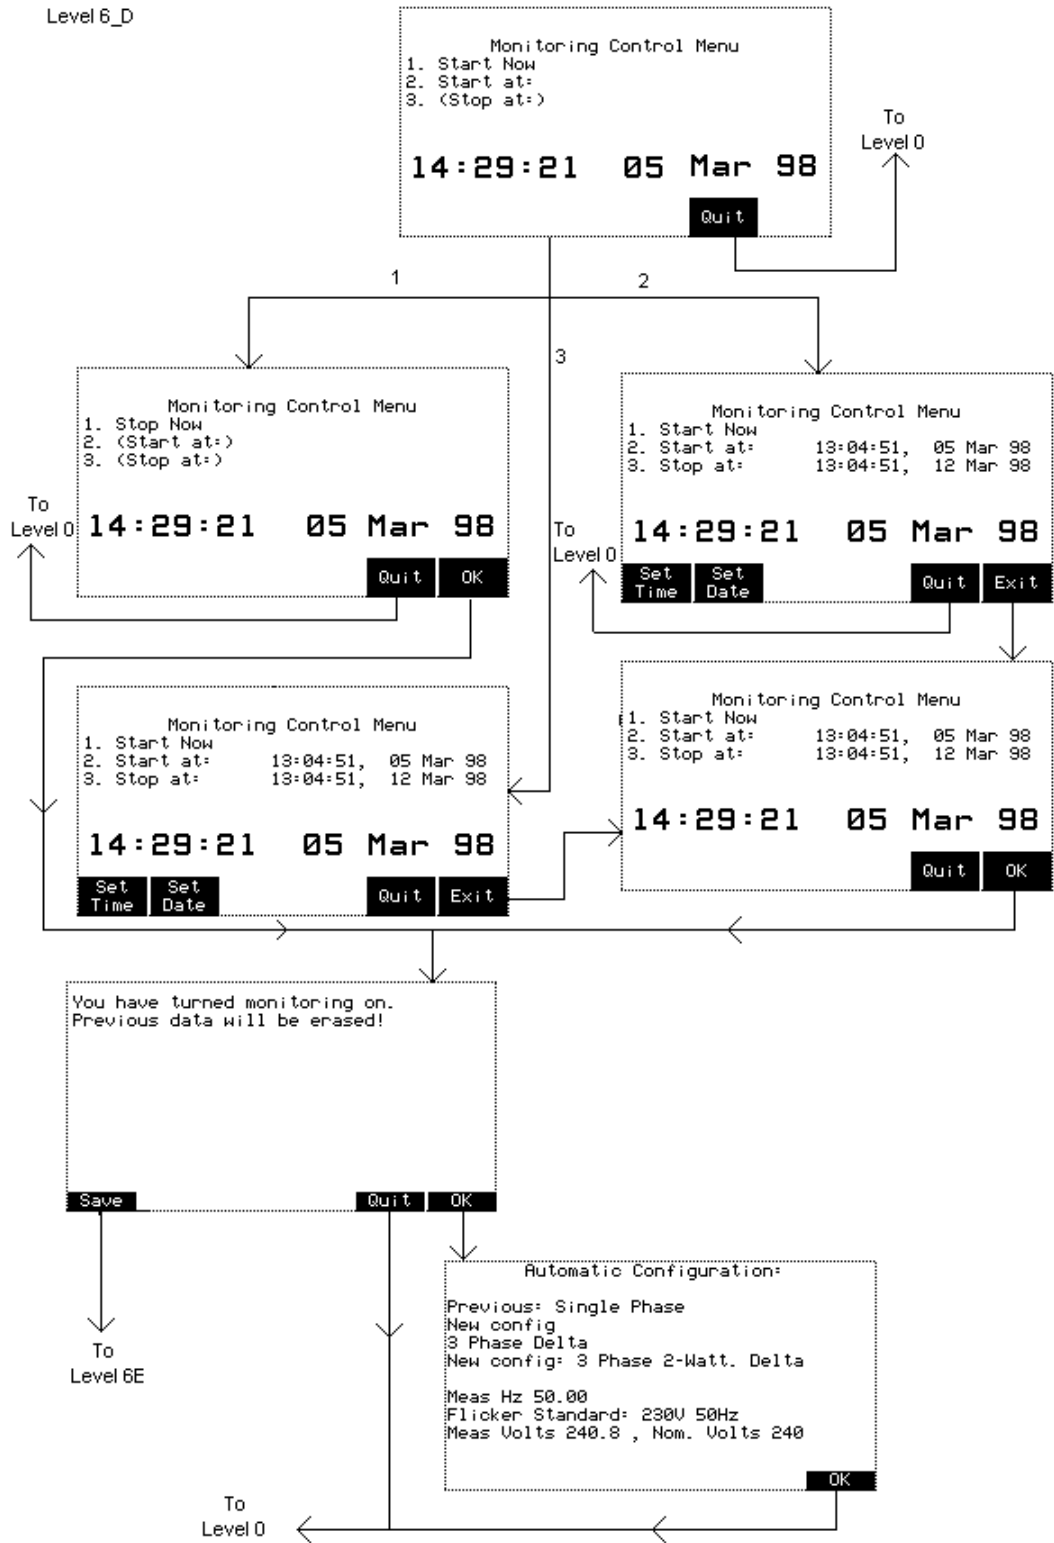 Level 6_D
Monitoring Control Menu
1. Start Now
2. Start at:
3. (Stop at:)
14:29:21 05 Mar 98
Quit
To
Level 0
1
2
3
Monitoring Control Menu
1. Stop Now
2. (Start at:)
3. (Stop at:)
14:29:21 05 Mar 98
Quit OK
To
Level 0
Monitoring Control Menu
1. Start Now
2. Start at: 13:04:51, 05 Mar 98
3. Stop at: 13:04:51, 12 Mar 98
14:29:21 05 Mar 98
Set Time Set Date Quit Exit
To
Level 0
Monitoring Control Menu
1. Start Now
2. Start at: 13:04:51, 05 Mar 98
3. Stop at: 13:04:51, 12 Mar 98
14:29:21 05 Mar 98
Set Time Set Date Quit Exit
Monitoring Control Menu
1. Start Now
2. Start at: 13:04:51, 05 Mar 98
3. Stop at: 13:04:51, 12 Mar 98
14:29:21 05 Mar 98
Quit OK
You have turned monitoring on.
Previous data will be erased!
Save Quit OK
To
Level 6E
Automatic Configuration:
Previous: Single Phase
New config
3 Phase Delta
New config: 3 Phase 2-Watt. Delta
Meas Hz 50.00
Flicker Standard: 230V 50Hz
Meas Volts 240.8 , Nom. Volts 240
OK
To
Level 0